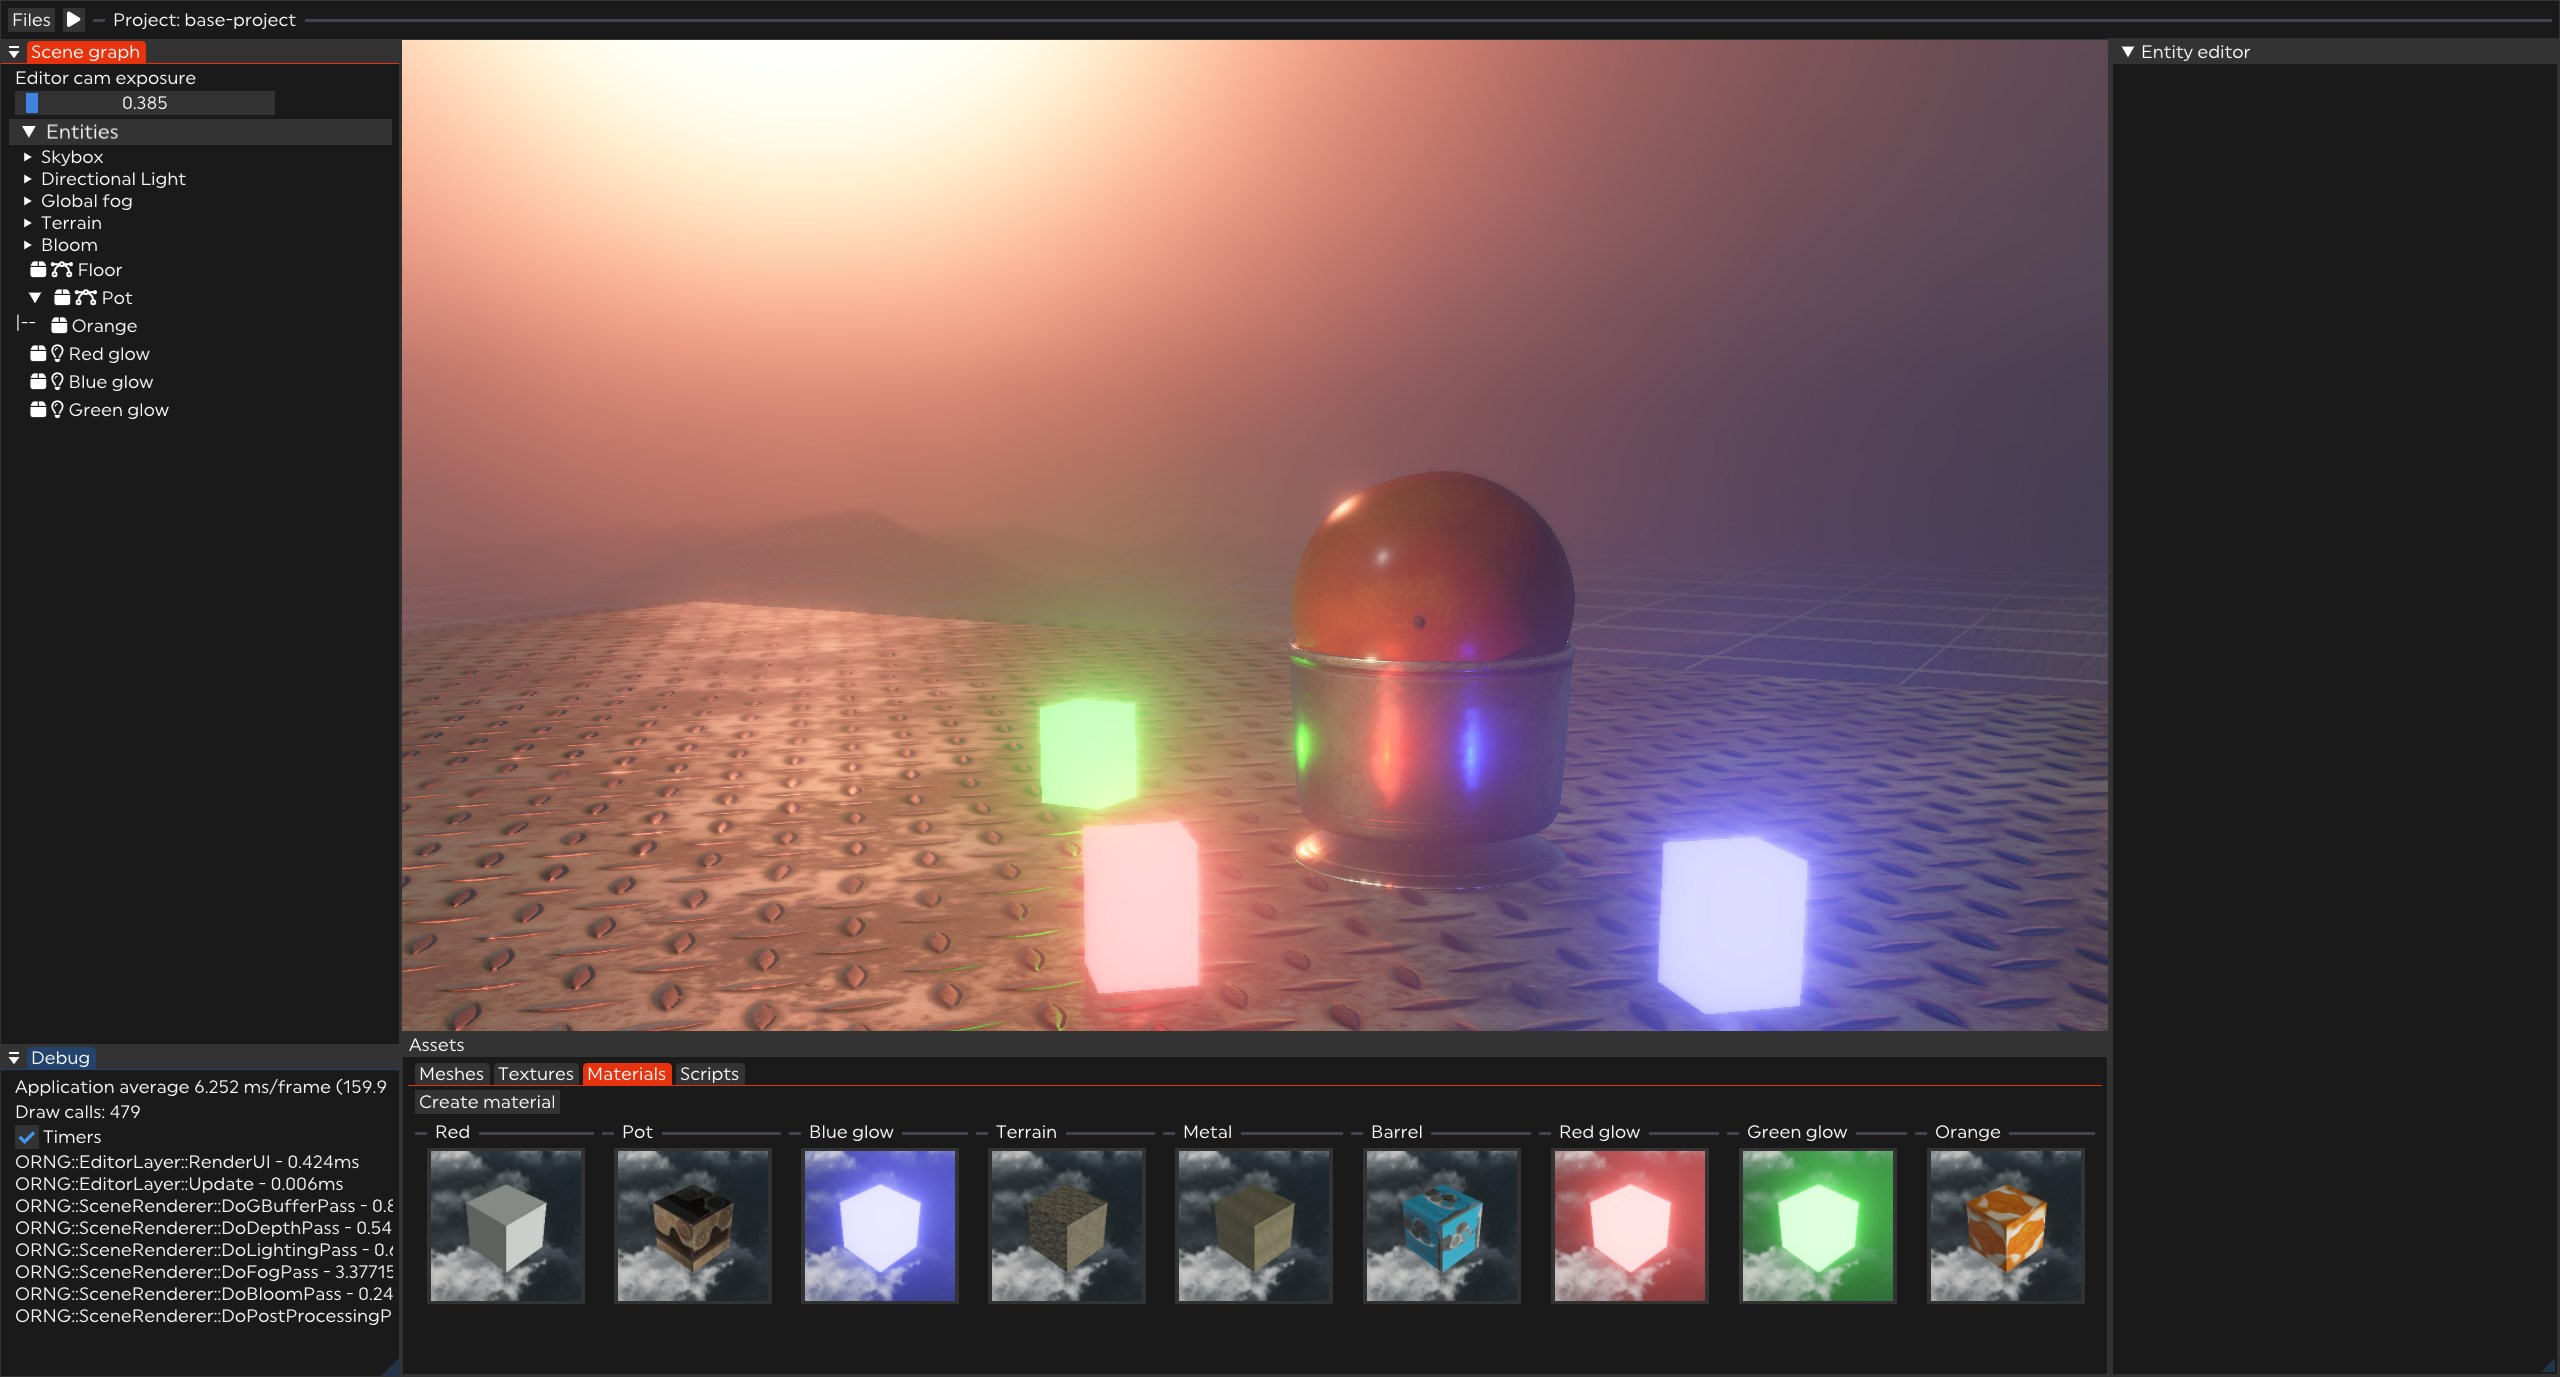 Files Project: base-project
Scene graph
Editor cam exposure
0.385
Entities
Skybox
Directional Light
Global fog
Terrain
Bloom
Floor
Pot
|-- Orange
Red glow
Blue glow
Green glow
Debug
Application average 6.252 ms/frame (159.9
Draw calls: 479
Timers
ORNG::EditorLayer::RenderUI - 0.424ms
ORNG::EditorLayer::Update - 0.006ms
ORNG::SceneRenderer::DoGBufferPass - 0.8
ORNG::SceneRenderer::DoDepthPass - 0.54
ORNG::SceneRenderer::DoLightingPass - 0.6
ORNG::SceneRenderer::DoFogPass - 3.37715
ORNG::SceneRenderer::DoBloomPass - 0.24
ORNG::SceneRenderer::DoPostProcessingP
Assets
Meshes Textures Materials Scripts
Create material
Red Pot Blue glow Terrain Metal Barrel Red glow Green glow Orange
Entity editor